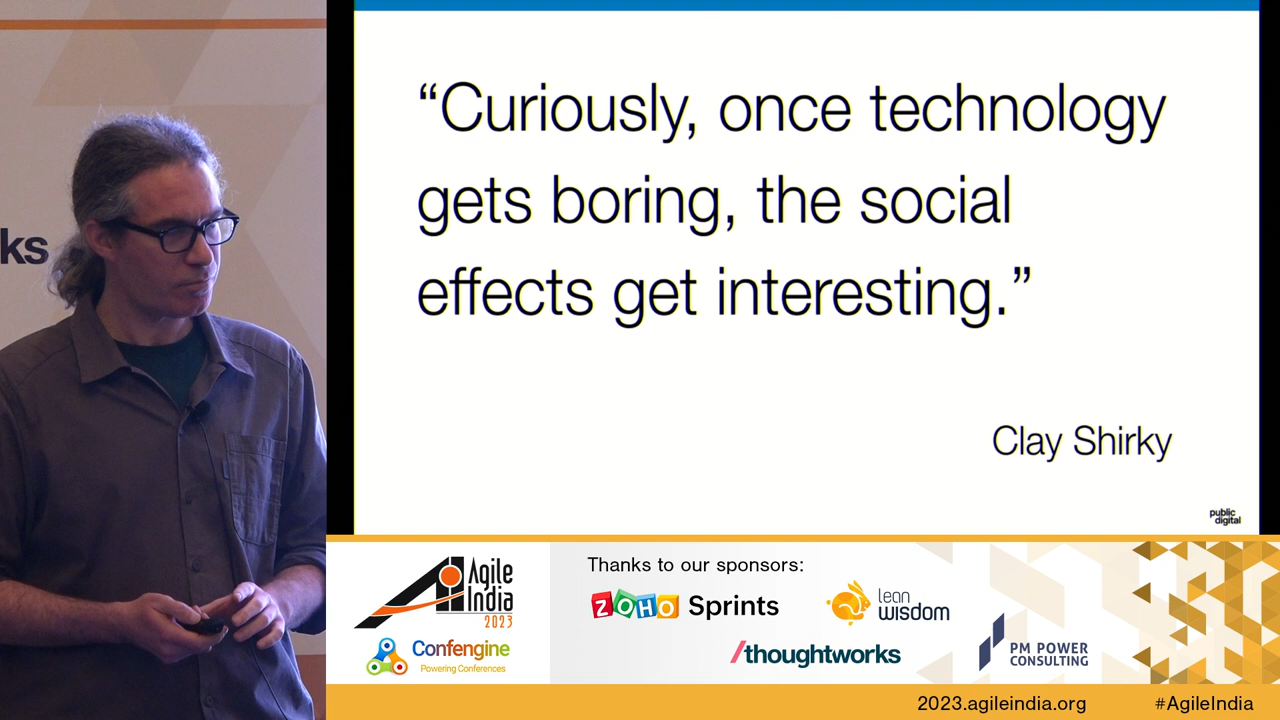 ks
“Curiously, once technology
gets boring, the social
effects get interesting.”
Clay Shirky
public
digital
Agile
India
2023
Confengine
Powering Conferences
Thanks to our sponsors:
ZOHO Sprints
lean
wisdom
/thoughtworks
PM POWER
CONSULTING
2023.agileindia.org
#AgileIndia